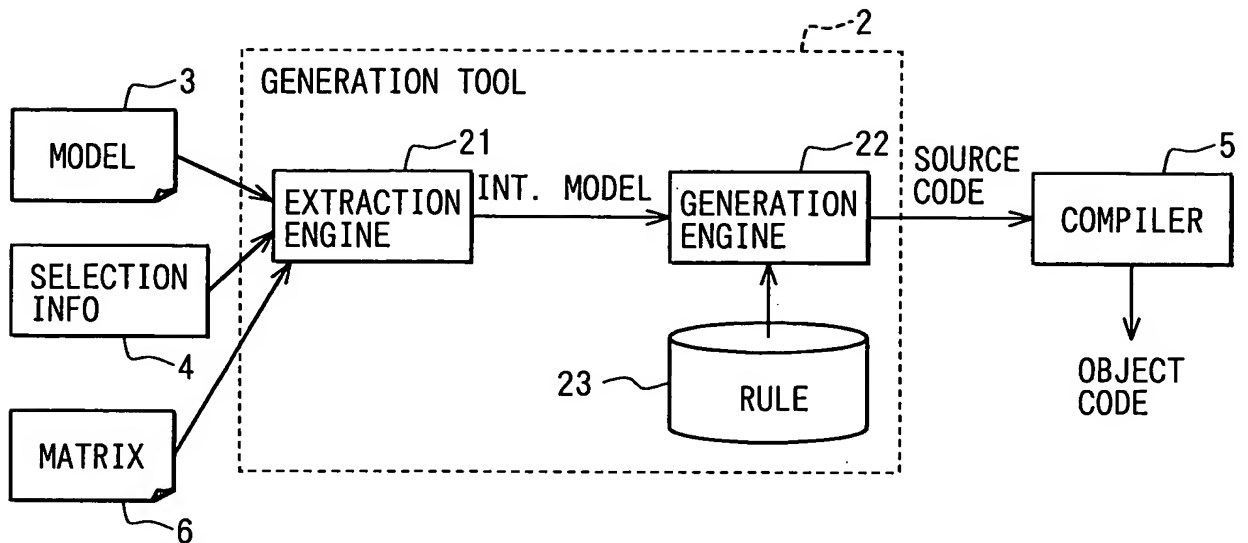 2
GENERATION TOOL
3
MODEL
21
EXTRACTION
ENGINE
INT. MODEL
22
GENERATION
ENGINE
SOURCE
CODE
5
COMPILER
SELECTION
INFO
4
23
RULE
OBJECT
CODE
MATRIX
6